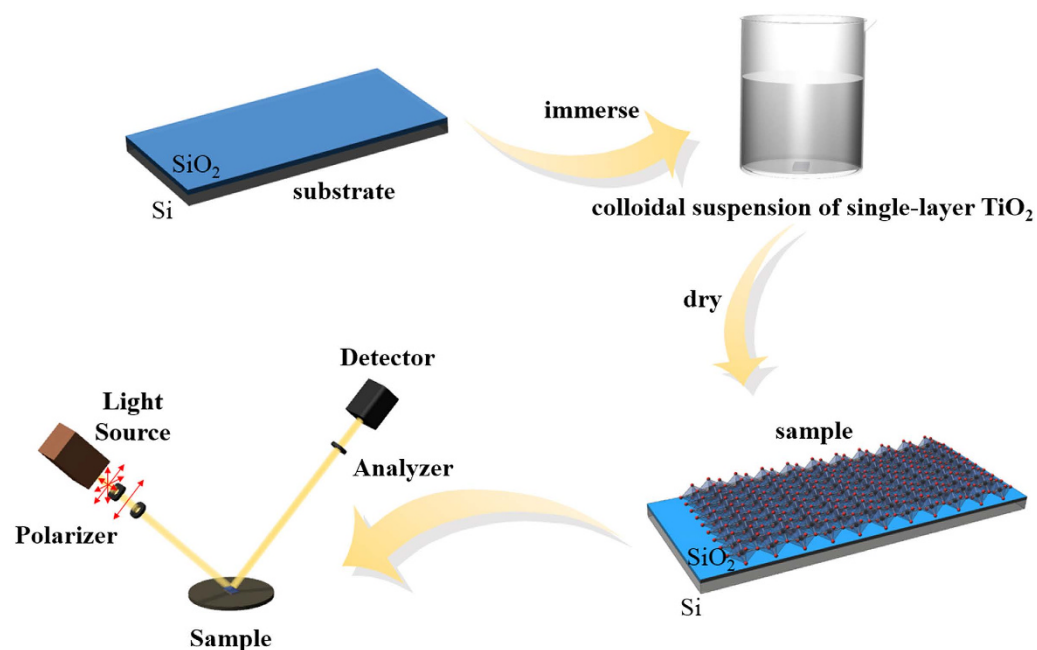 SiO₂
Si
substrate
immerse
colloidal suspension of single-layer TiO₂
dry
sample
SiO₂
Si
Detector
Light
Source
Analyzer
Polarizer
Sample